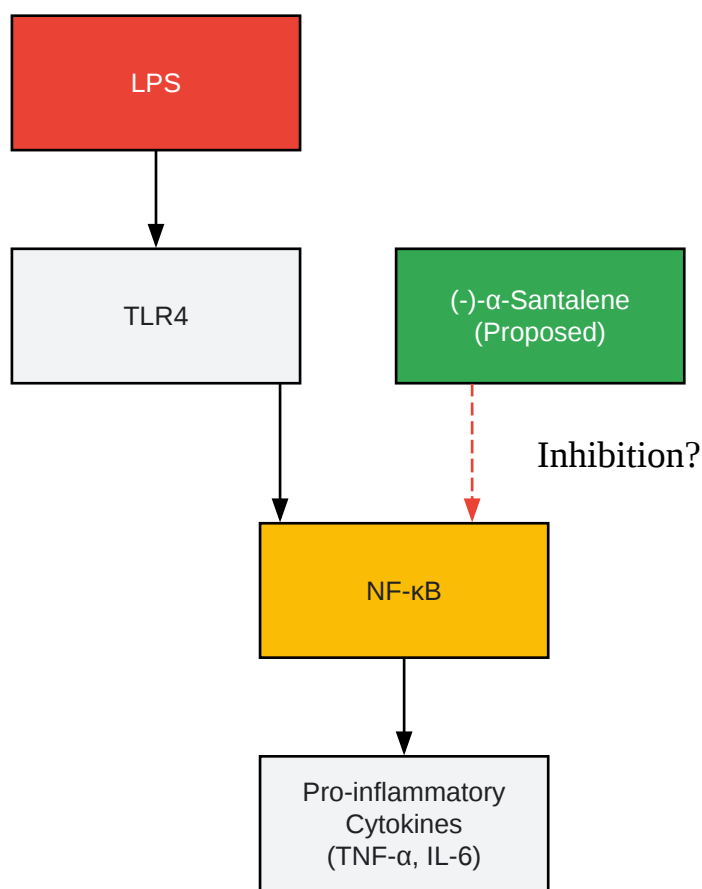 LPS
TLR4
(-)-α-Santalene
(Proposed)
Inhibition?
NF-κB
Pro-inflammatory
Cytokines
(TNF-α, IL-6)